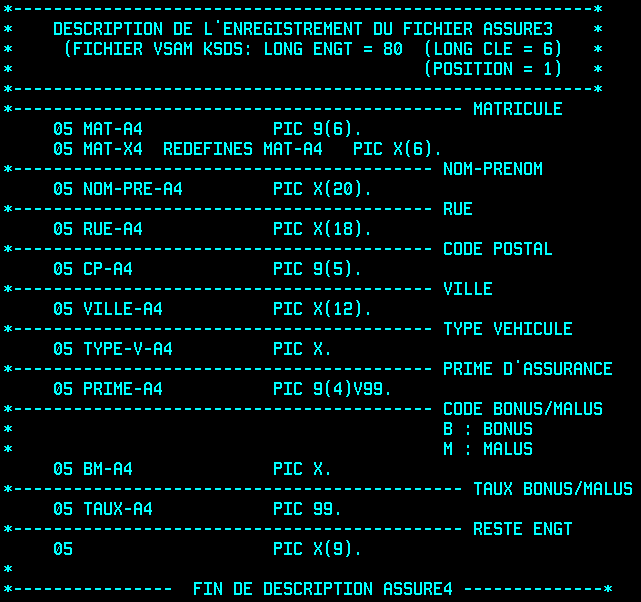 *----------------------------------------------------------*
*    DESCRIPTION DE L'ENREGISTREMENT DU FICHIER ASSURE3    *
*     (FICHIER VSAM KSDS: LONG ENGT = 80  (LONG CLE = 6)   *
*                                         (POSITION = 1)   *
*----------------------------------------------------------*
*--------------------------------------------- MATRICULE
     05 MAT-A4             PIC 9(6).
     05 MAT-X4  REDEFINES MAT-A4   PIC X(6).
*------------------------------------------ NOM-PRENOM
     05 NOM-PRE-A4         PIC X(20).
*------------------------------------------ RUE
     05 RUE-A4             PIC X(18).
*------------------------------------------ CODE POSTAL
     05 CP-A4              PIC 9(5).
*------------------------------------------ VILLE
     05 VILLE-A4           PIC X(12).
*------------------------------------------ TYPE VEHICULE
     05 TYPE-V-A4          PIC X.
*------------------------------------------ PRIME D'ASSURANCE
     05 PRIME-A4           PIC 9(4)V99.
*------------------------------------------ CODE BONUS/MALUS
*                                           B : BONUS
*                                           M : MALUS
     05 BM-A4              PIC X.
*--------------------------------------------- TAUX BONUS/MALUS
     05 TAUX-A4            PIC 99.
*--------------------------------------------- RESTE ENGT
     05                    PIC X(9).
*
*----------------  FIN DE DESCRIPTION ASSURE4 --------------*